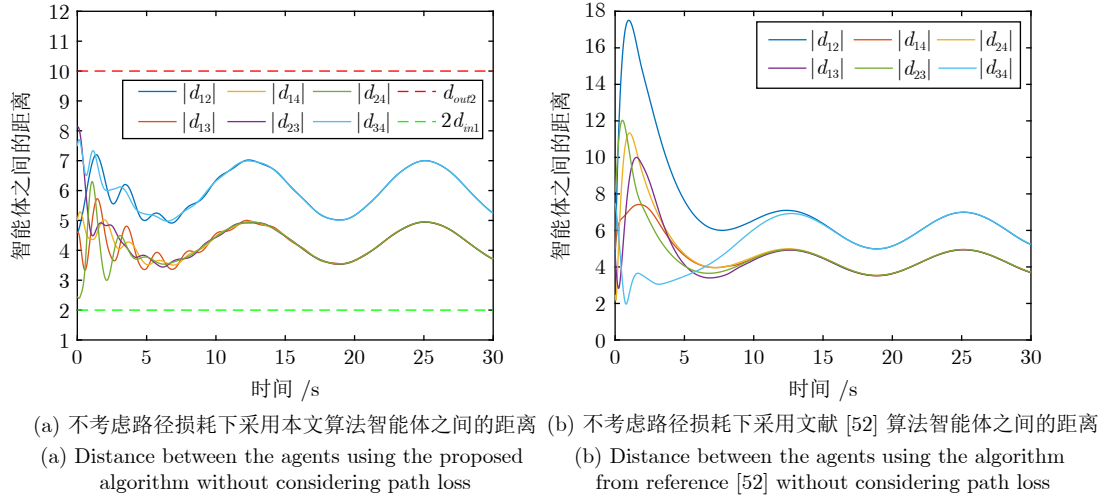 12
11
10
9
8
7
6
5
4
3
2
1
0 5 10 15 20 25 30
智能体之间的距离
时间 /s
|d₁₂| |d₁₄| |d₂₄| d_{out2}
|d₁₃| |d₂₃| |d₃₄| 2d_{in1}
18
16
14
12
10
8
6
4
2
0
0 5 10 15 20 25 30
智能体之间的距离
时间 /s
|d₁₂| |d₁₄| |d₂₄|
|d₁₃| |d₂₃| |d₃₄|
(a) 不考虑路径损耗下采用本文算法智能体之间的距离
(a) Distance between the agents using the proposed
algorithm without considering path loss
(b) 不考虑路径损耗下采用文献 [52] 算法智能体之间的距离
(b) Distance between the agents using the algorithm
from reference [52] without considering path loss